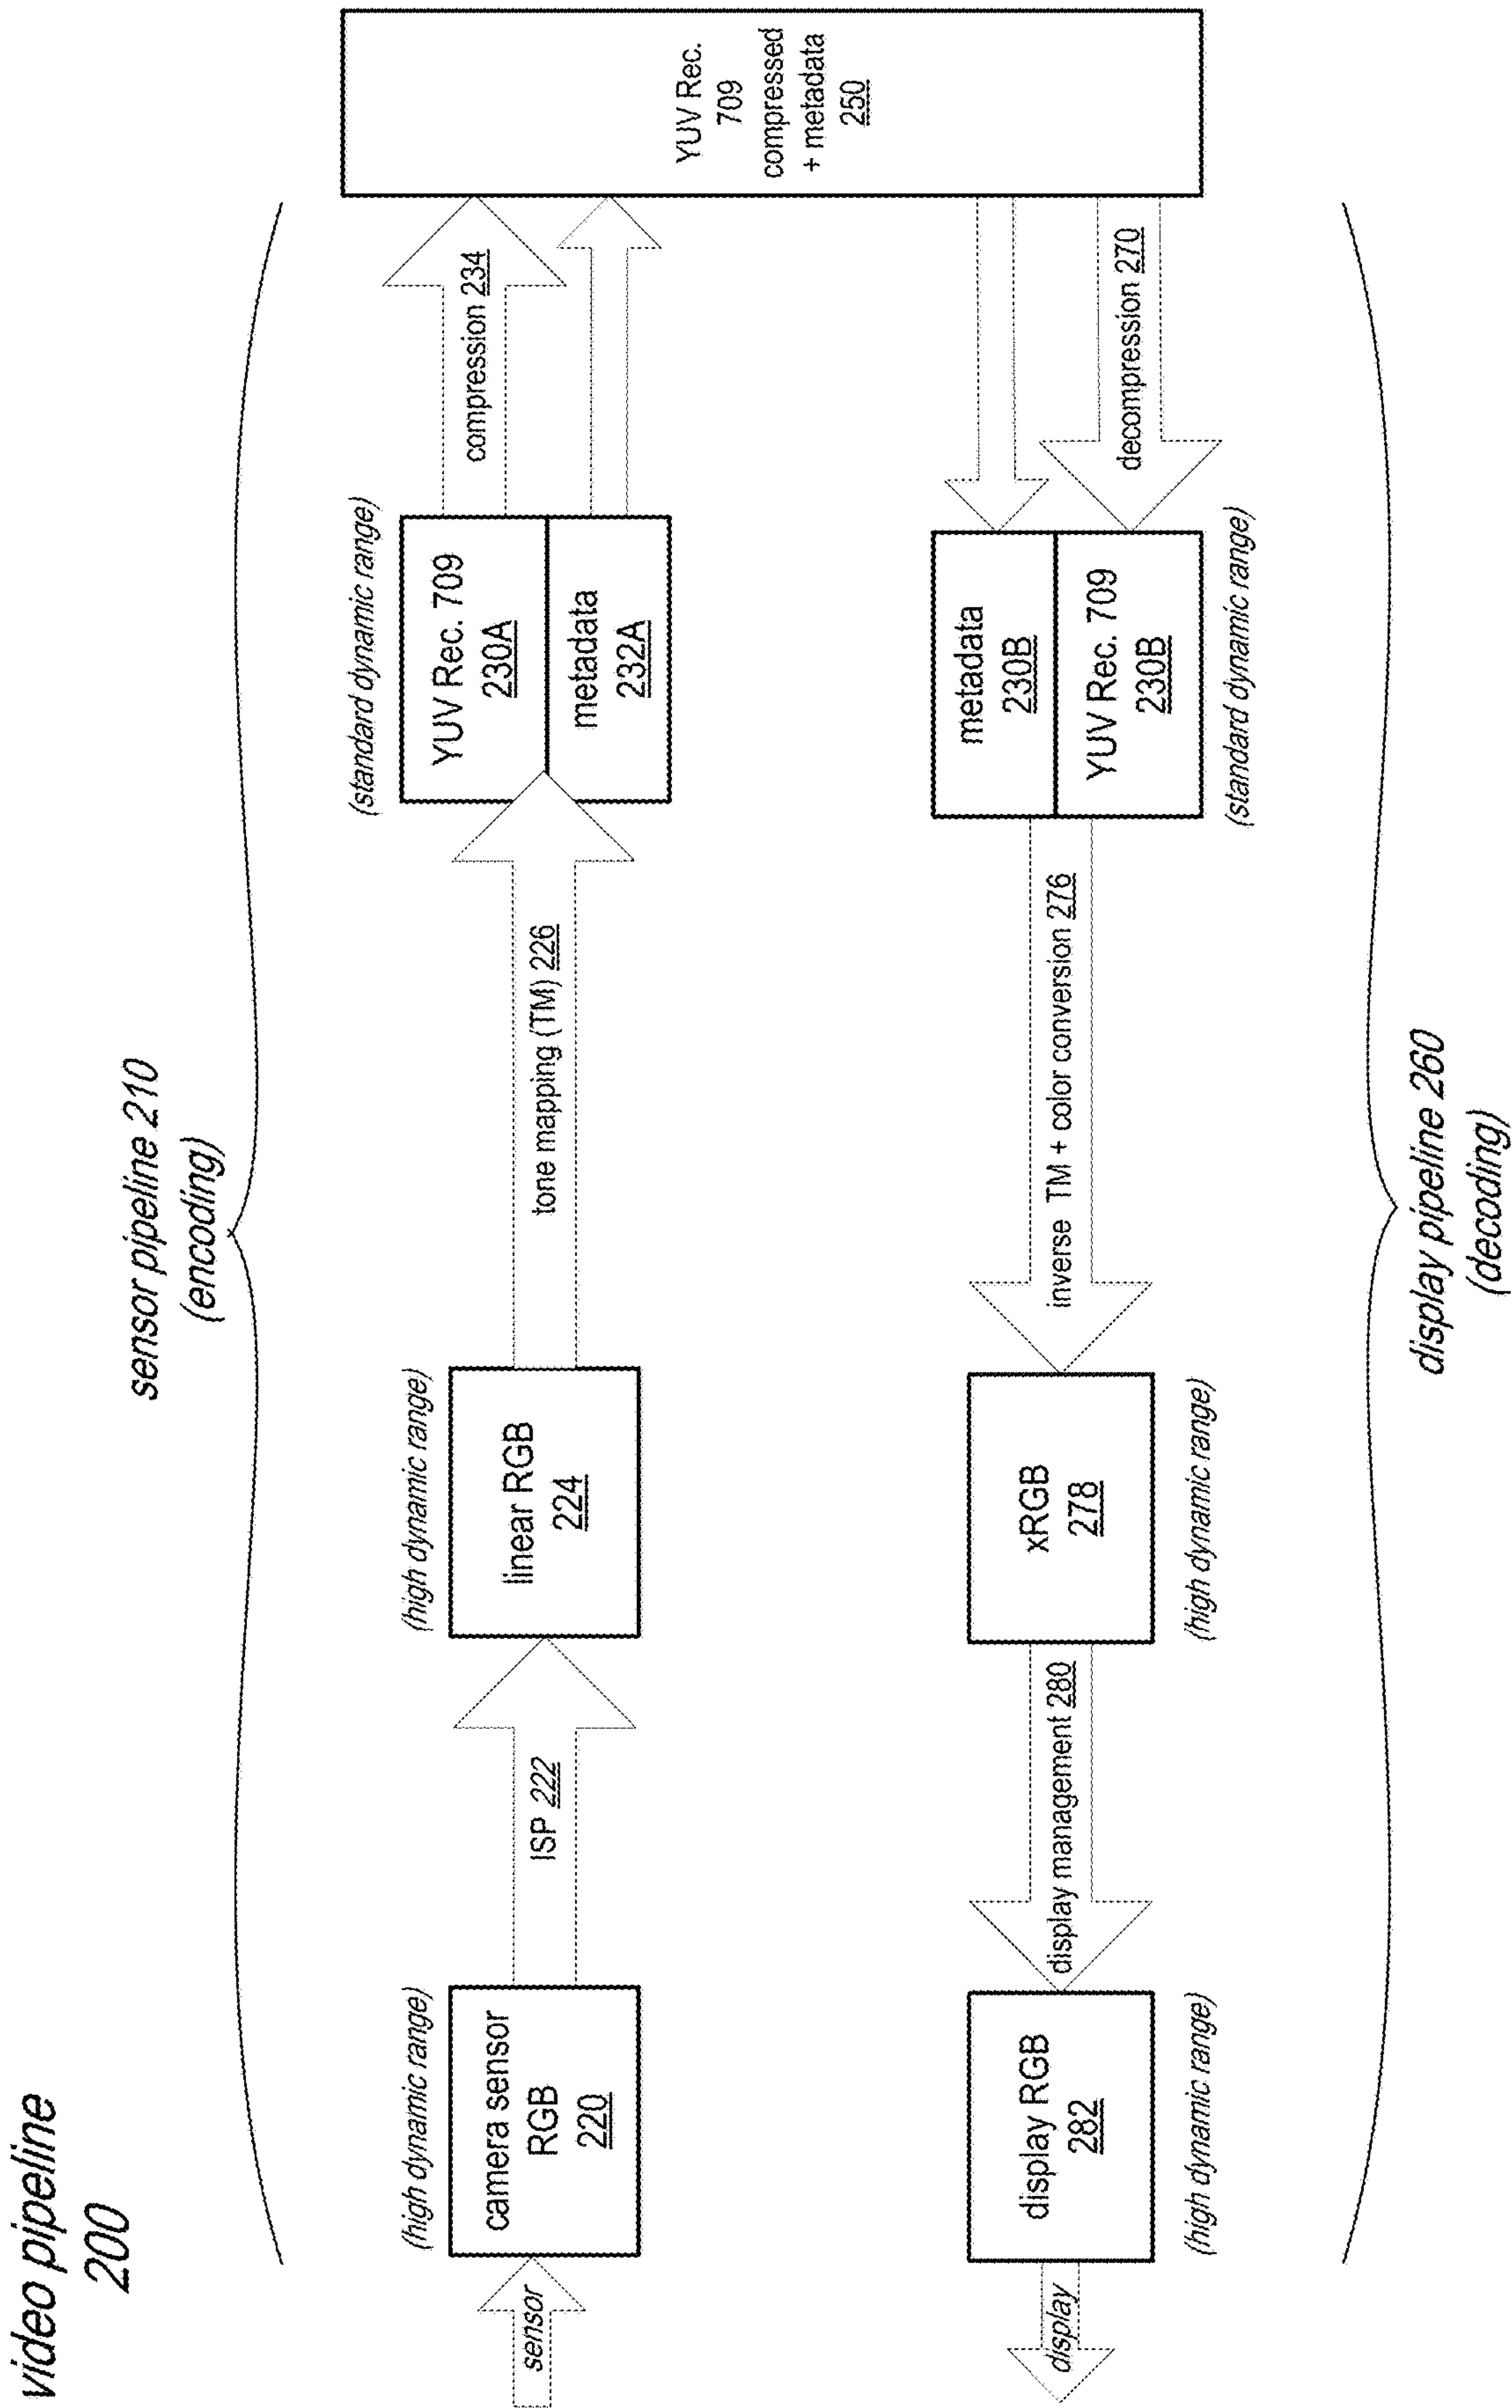 video pipeline
200
sensor pipeline 210
(encoding)
sensor
(high dynamic range)
camera sensor
RGB
220
ISP 222
(high dynamic range)
linear RGB
224
tone mapping (TM) 226
(standard dynamic range)
YUV Rec. 709
230A
metadata
232A
compression 234
YUV Rec.
709
compressed
+ metadata
250
display
display RGB
282
(high dynamic range)
display management 280
xRGB
278
(high dynamic range)
inverse TM + color conversion 276
metadata
230B
YUV Rec. 709
230B
(standard dynamic range)
decompression 270
display pipeline 260
(decoding)